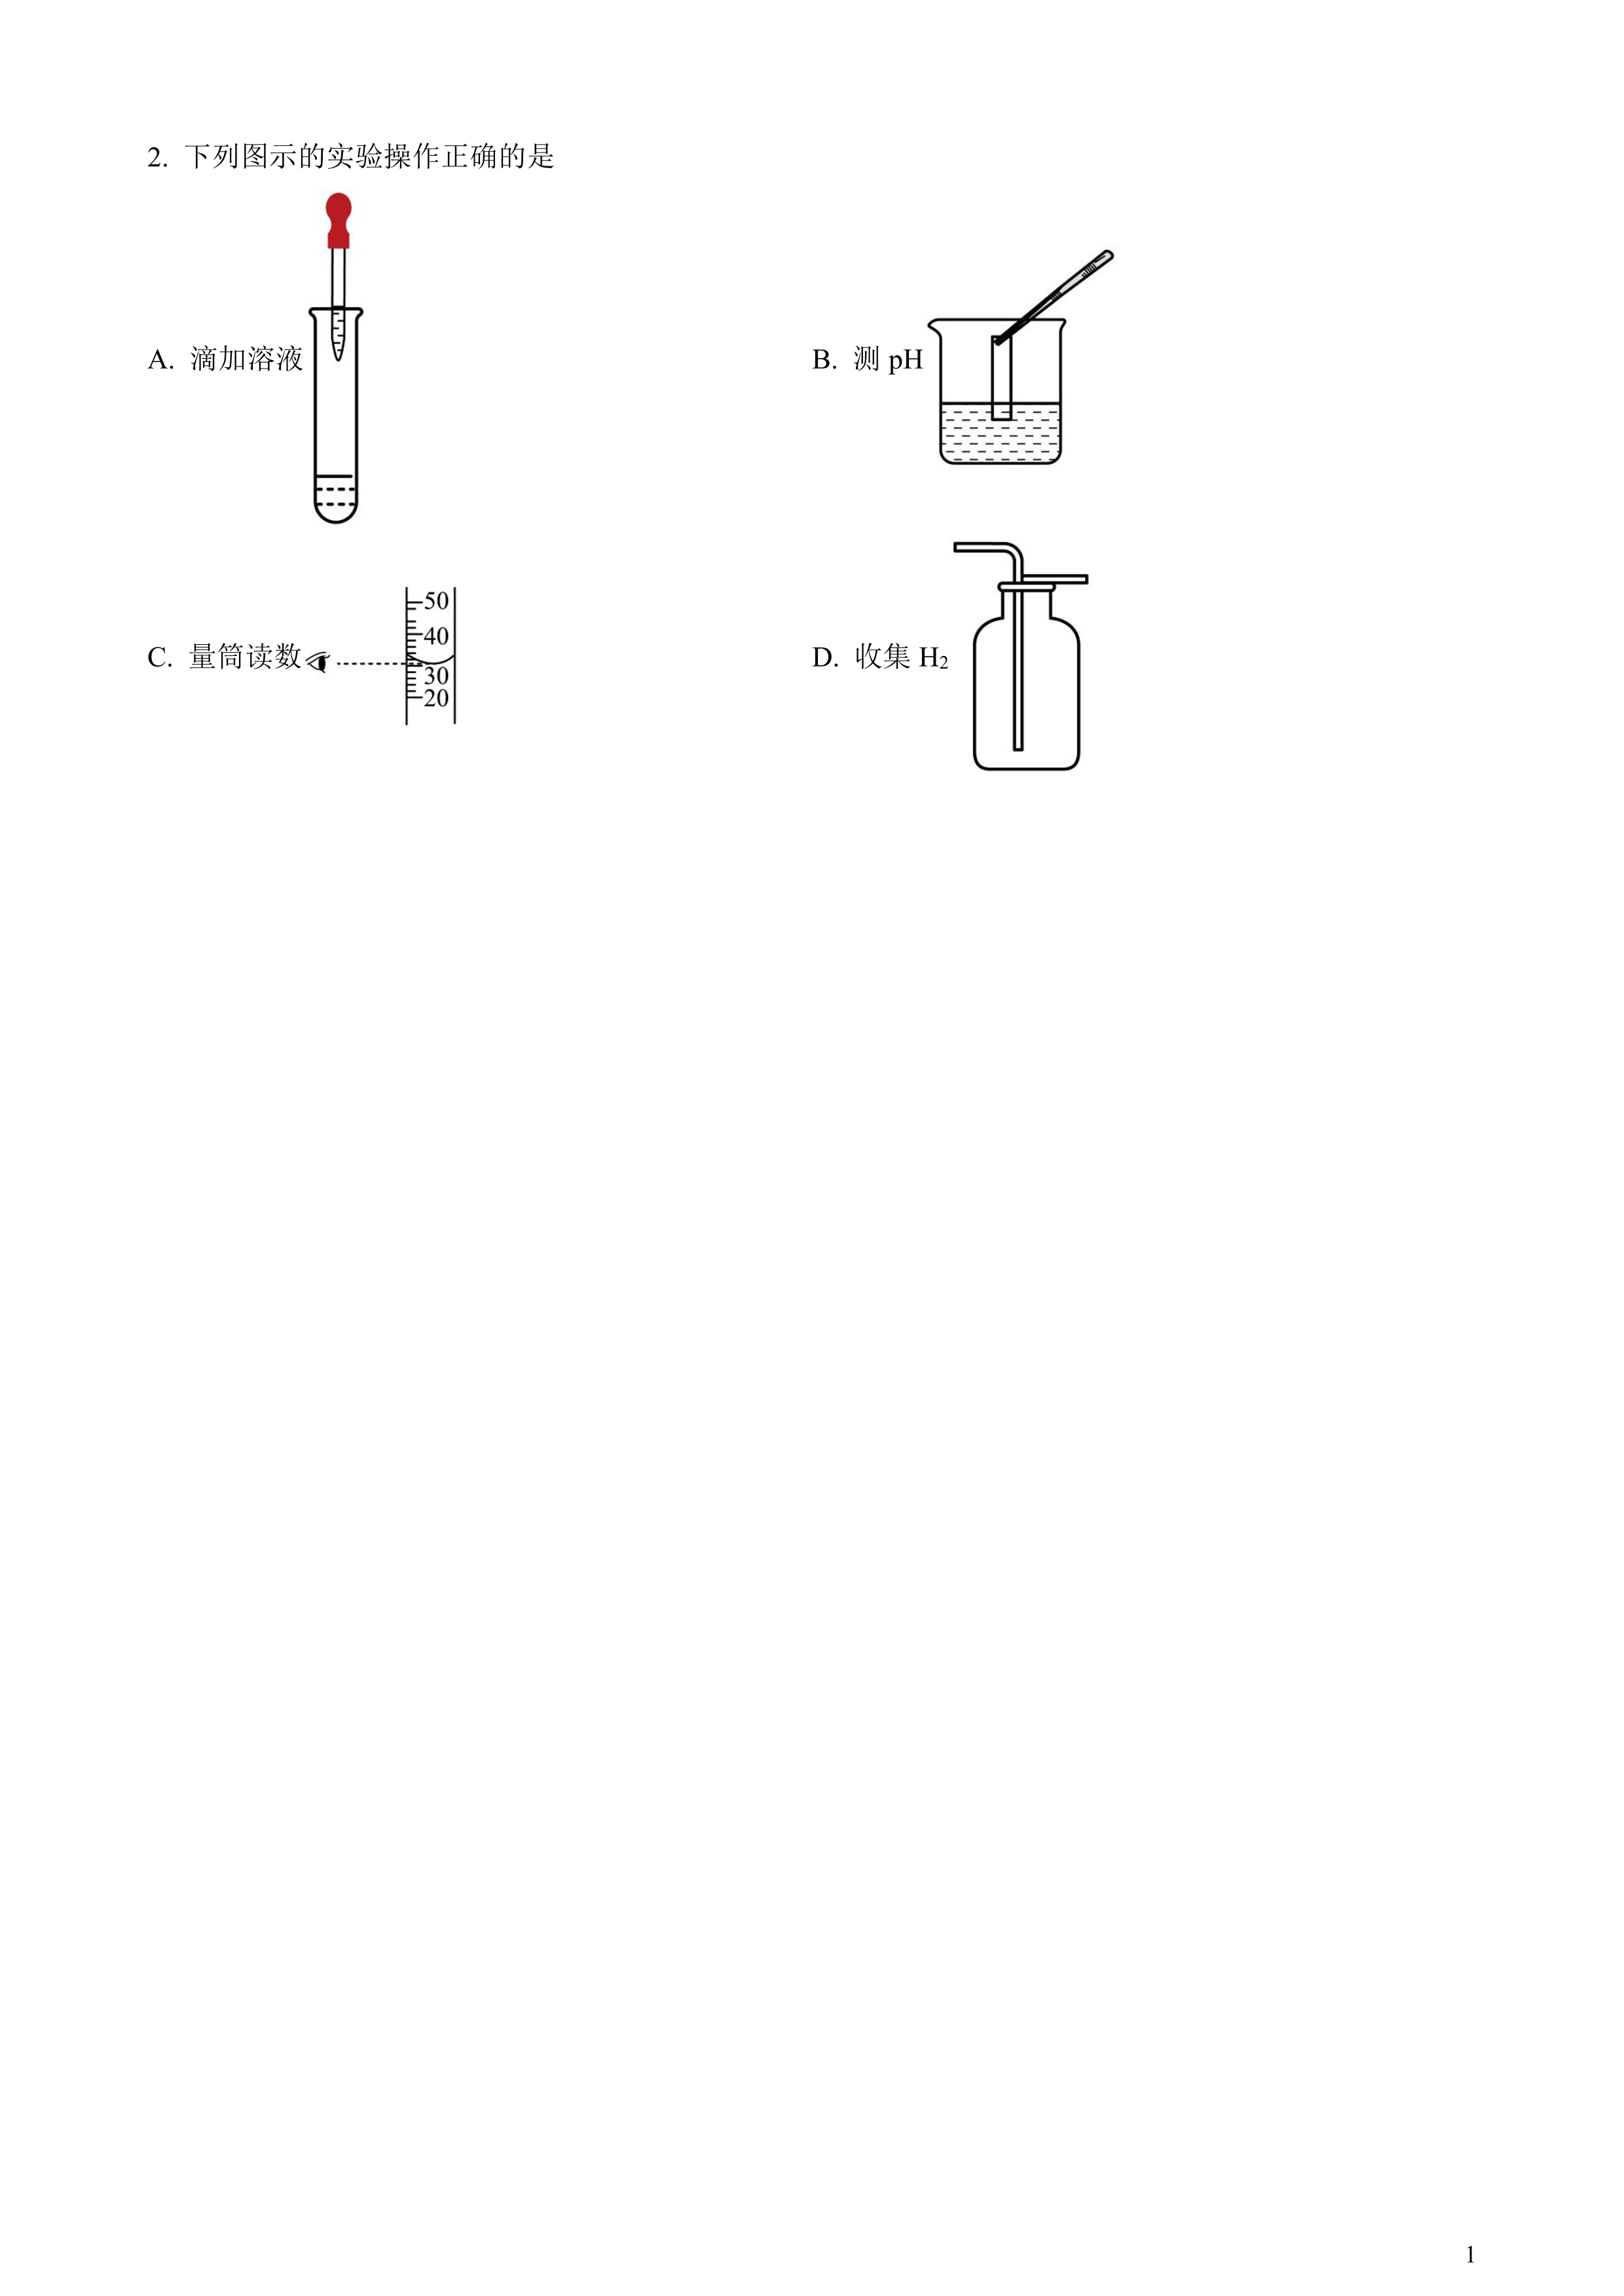 2. 下列图示的实验操作正确的是
A. 滴加溶液
B. 测 pH
C. 量筒读数
50
40
30
20
D. 收集 H₂
1